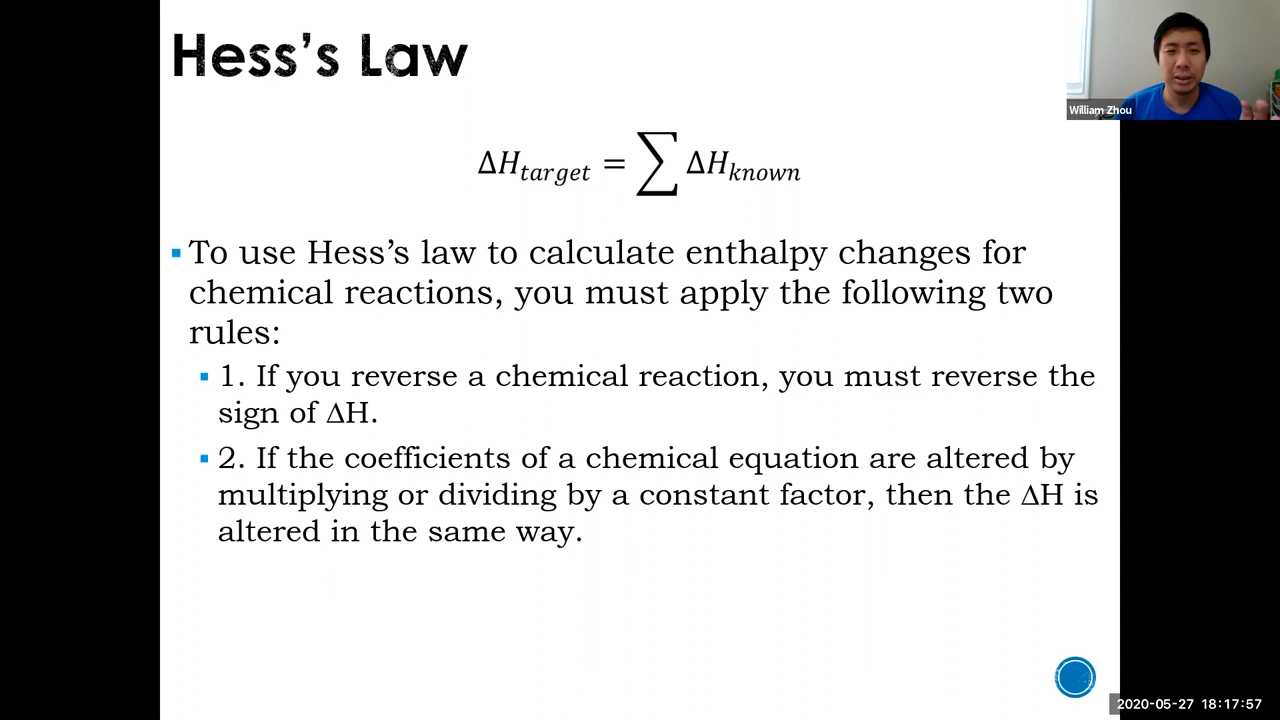 Hess’s Law
William Zhou
ΔH_target = ∑ ΔH_known
▪ To use Hess’s law to calculate enthalpy changes for
chemical reactions, you must apply the following two
rules:
▪ 1. If you reverse a chemical reaction, you must reverse the
sign of ΔH.
▪ 2. If the coefficients of a chemical equation are altered by
multiplying or dividing by a constant factor, then the ΔH is
altered in the same way.
2020-05-27 18:17:57